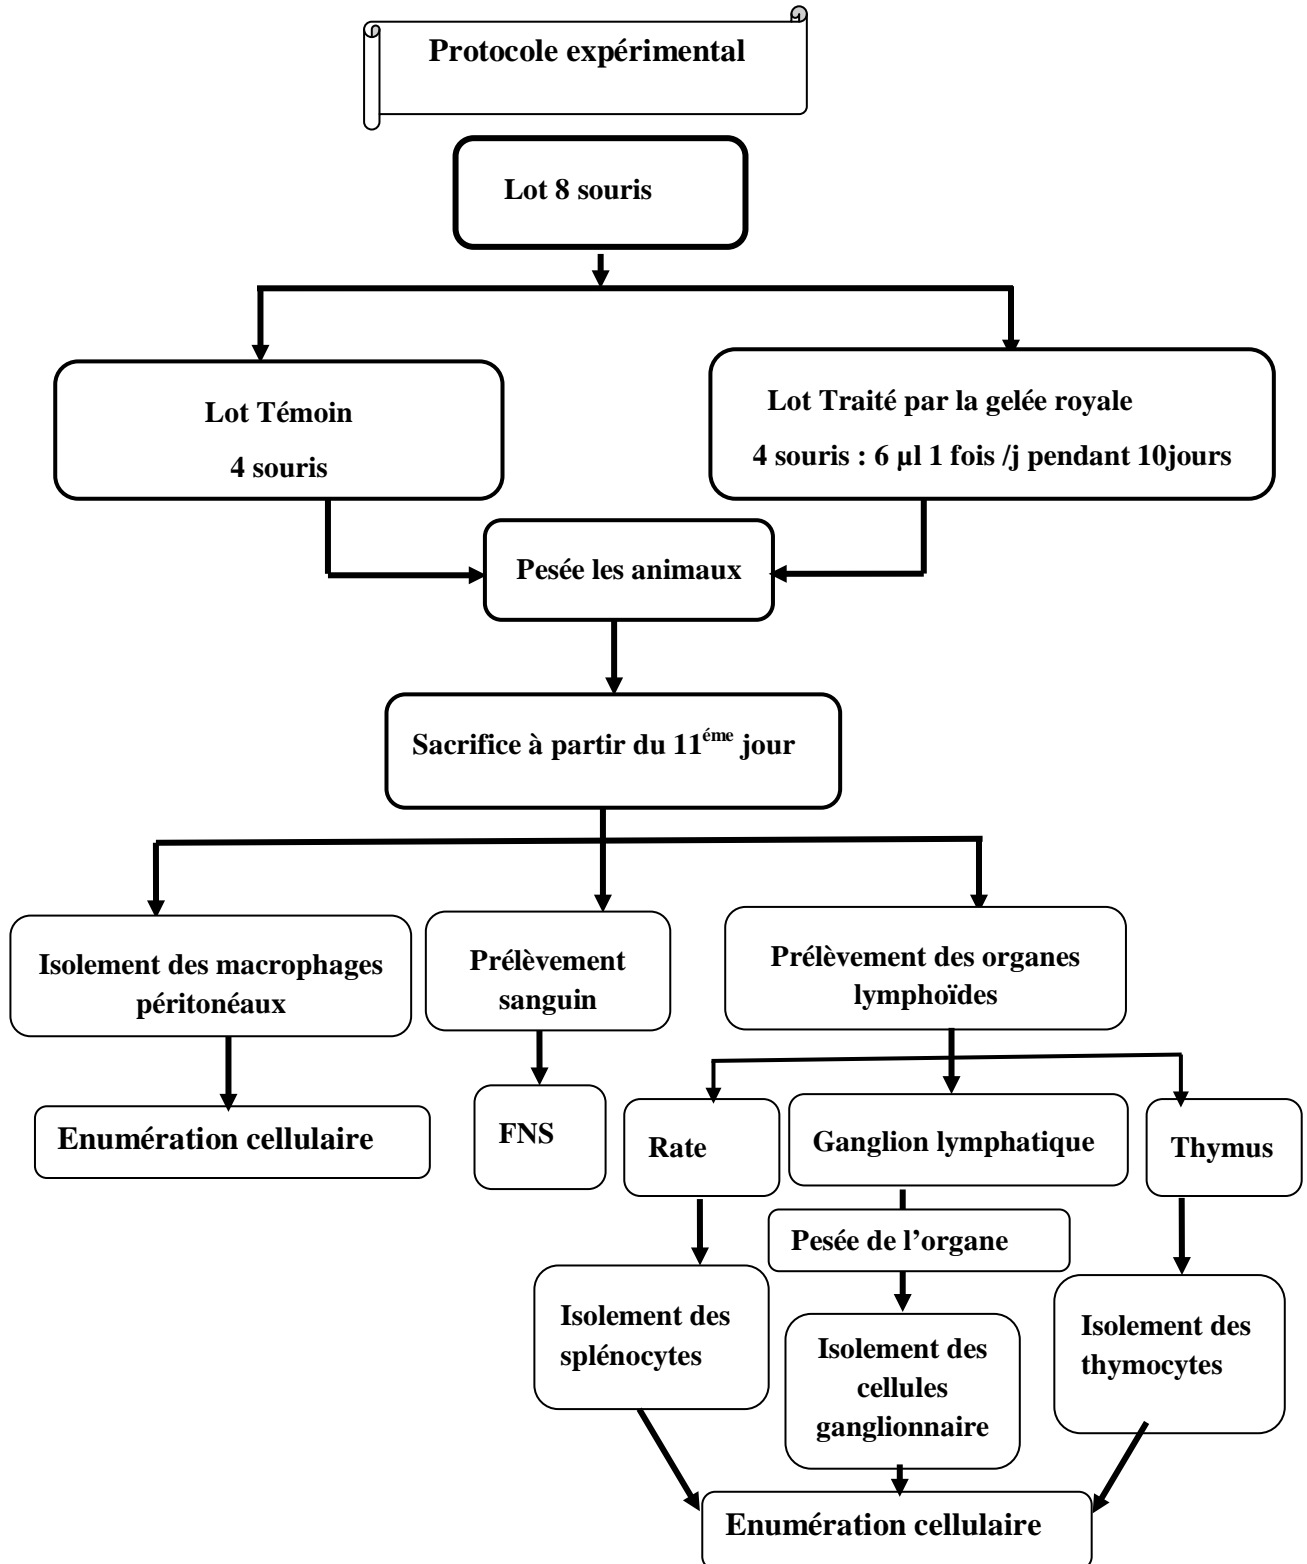 Protocole expérimental
Lot 8 souris
Lot Témoin
4 souris
Lot Traité par la gelée royale
4 souris : 6 µl 1 fois /j pendant 10jours
Pesée les animaux
Sacrifice à partir du 11éme jour
Isolement des macrophages
péritonéaux
Prélèvement
sanguin
Prélèvement des organes
lymphoïdes
Enumération cellulaire
FNS
Rate
Ganglion lymphatique
Thymus
Pesée de l’organe
Isolement des
splénocytes
Isolement des
cellules
ganglionnaire
Isolement des
thymocytes
Enumération cellulaire